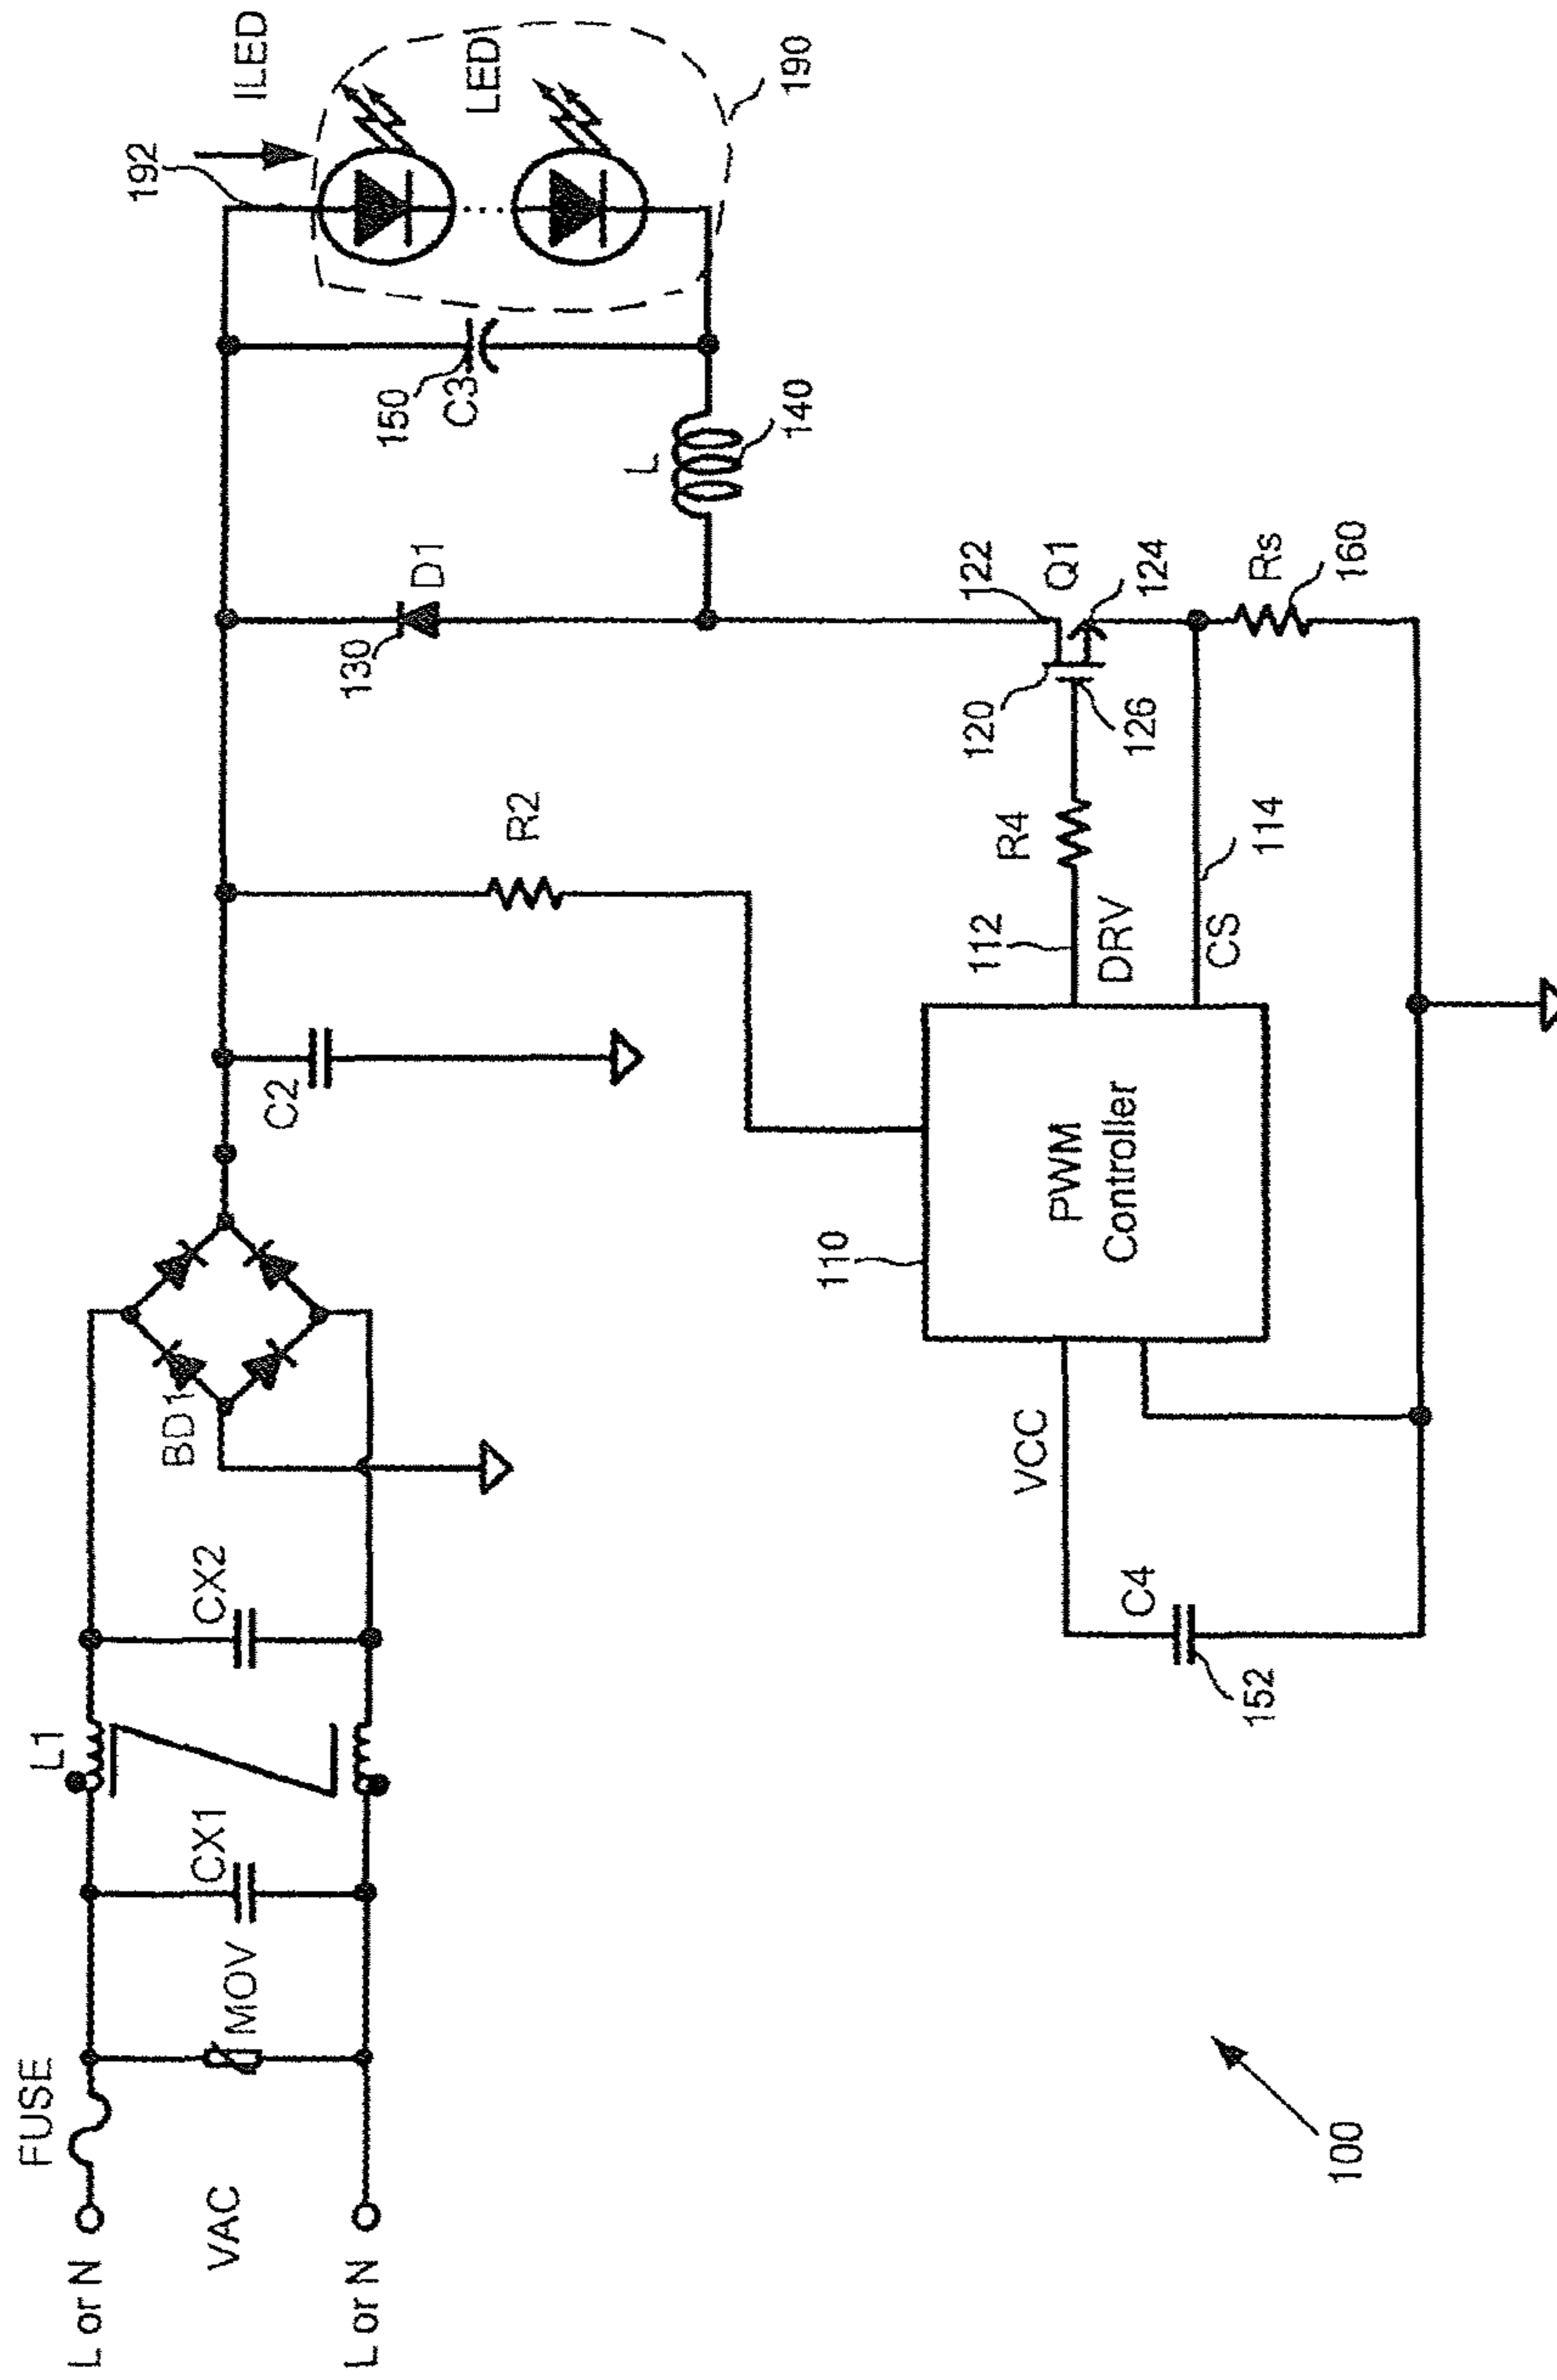 FUSE
L or N
VAC
L or N
MOV
CX1
L1
CX2
BD1
C2
R2
130
D1
L
140
150
C3
192
ILED
LED
190
110
PWM
Controller
VCC
C4
152
112
DRV
R4
120
126
122
Q1
124
CS
114
Rs
160
100